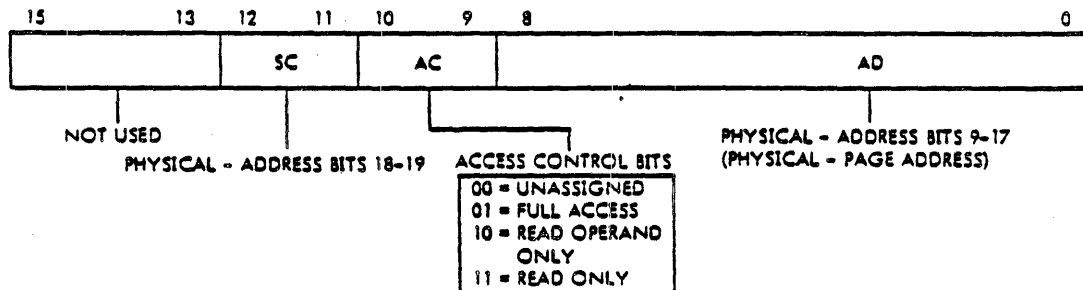 15 13 12 11 10 9 8 0
SC AC AD
NOT USED
PHYSICAL - ADDRESS BITS 18-19
ACCESS CONTROL BITS
00 = UNASSIGNED
01 = FULL ACCESS
10 = READ OPERAND
ONLY
11 = READ ONLY
PHYSICAL - ADDRESS BITS 9-17
(PHYSICAL - PAGE ADDRESS)